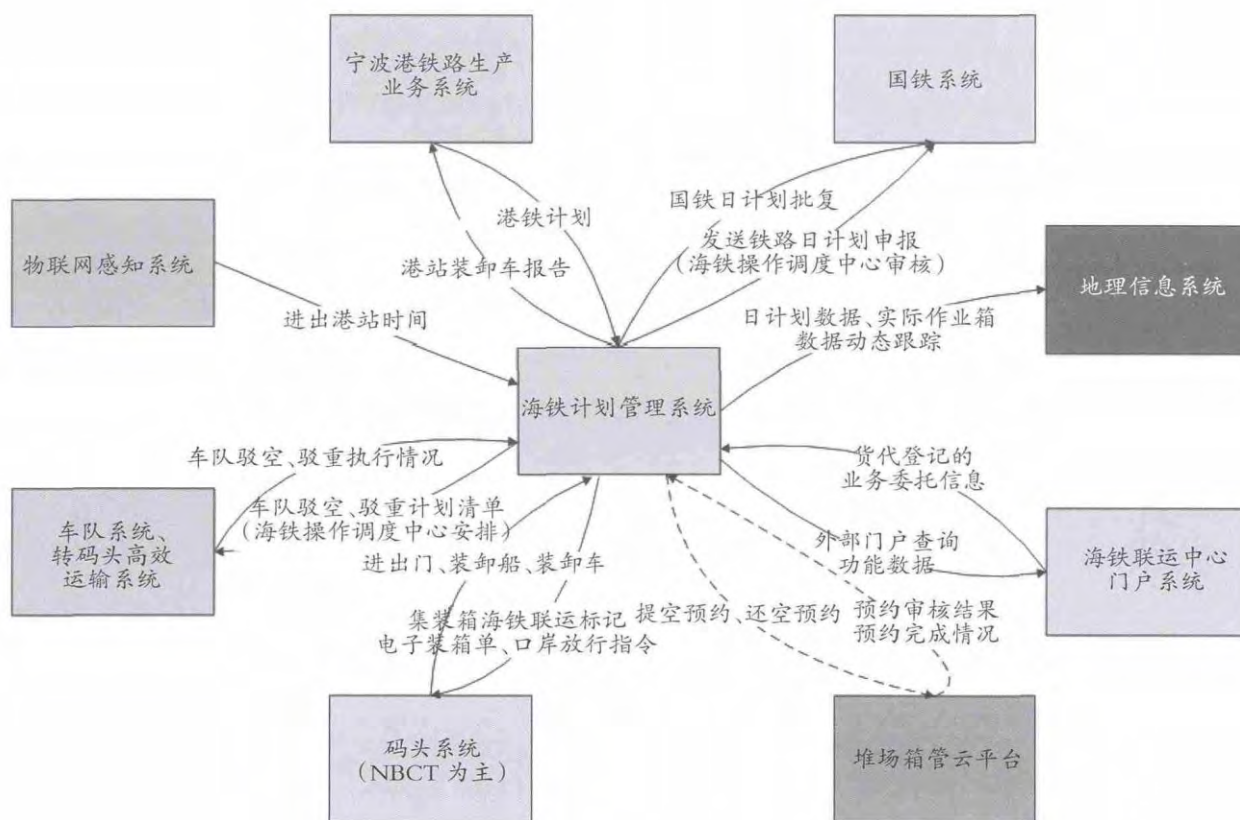 宁波港铁路生产
业务系统
国铁系统
物联网感知系统
港铁计划
港站装卸车报告
国铁日计划批复
发送铁路日计划申报
（海铁操作调度中心审核）
地理信息系统
进出港站时间
日计划数据、实际作业箱
数据动态跟踪
海铁计划管理系统
车队驳空、驳重执行情况
车队驳空、驳重计划清单
（海铁操作调度中心安排）
货代登记的
业务委托信息
车队系统、
转码头高效
运输系统
进出门、装卸船、装卸车
外部门户查询
功能数据
海铁联运中心
门户系统
集装箱海铁联运标记
电子装箱单、口岸放行指令
提空预约、还空预约
预约审核结果
预约完成情况
码头系统
（NBCT 为主）
堆场箱管云平台